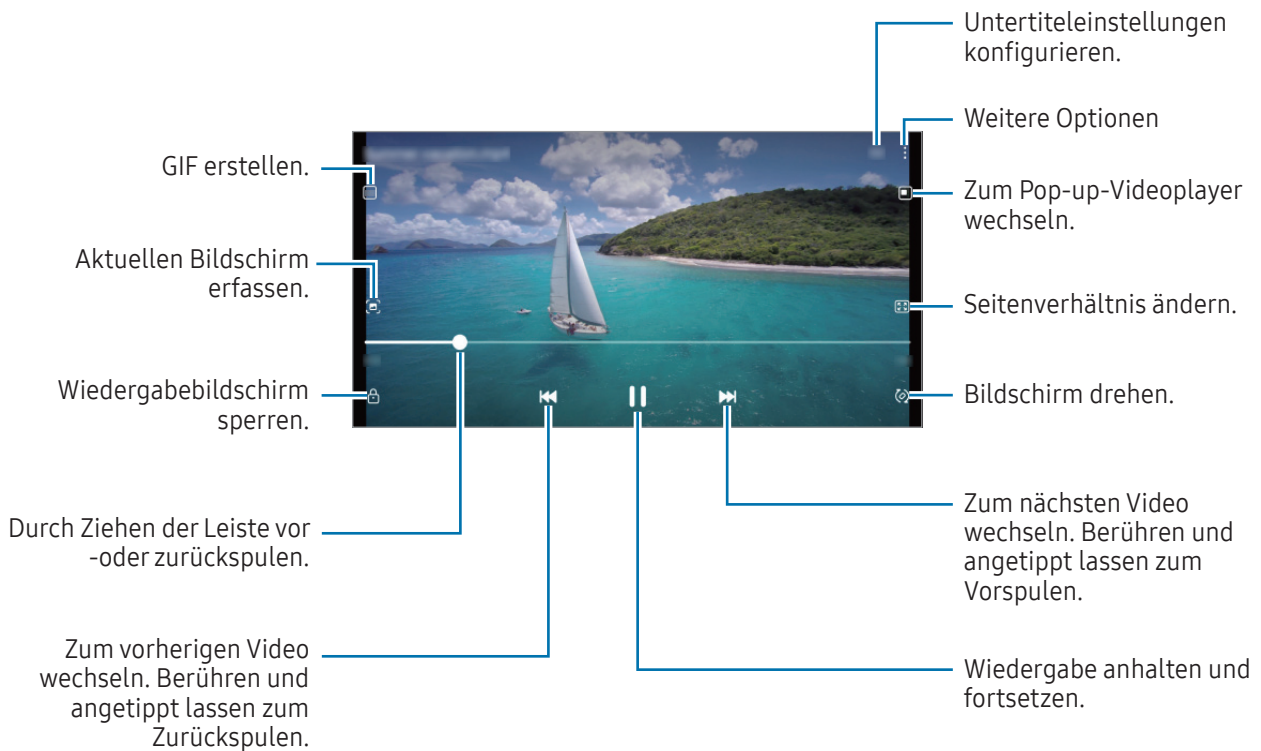 Untertiteleinstellungen
konfigurieren.
Weitere Optionen
GIF erstellen.
Zum Pop-up-Videoplayer
wechseln.
Aktuellen Bildschirm
erfassen.
Seitenverhältnis ändern.
Wiedergabebildschirm
sperren.
Bildschirm drehen.
Durch Ziehen der Leiste vor
-oder zurückspulen.
Zum nächsten Video
wechseln. Berühren und
angetippt lassen zum
Vorspulen.
Zum vorherigen Video
wechseln. Berühren und
angetippt lassen zum
Zurückspulen.
Wiedergabe anhalten und
fortsetzen.